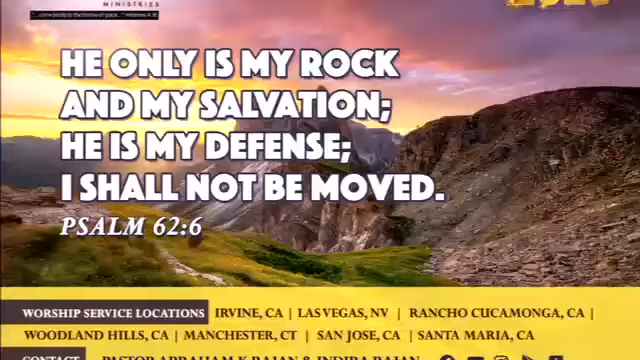 MINISTRIES
HE ONLY IS MY ROCK
AND MY SALVATION;
HE IS MY DEFENSE;
I SHALL NOT BE MOVED.
PSALM 62:6
WORSHIP SERVICE LOCATIONS IRVINE, CA | LAS VEGAS, NV | RANCHO CUCAMONGA, CA |
WOODLAND HILLS, CA | MANCHESTER, CT | SAN JOSE, CA | SANTA MARIA, CA
CONTACT PASTOR ABRAHAM K RAJAN & INDIRA RAJAN